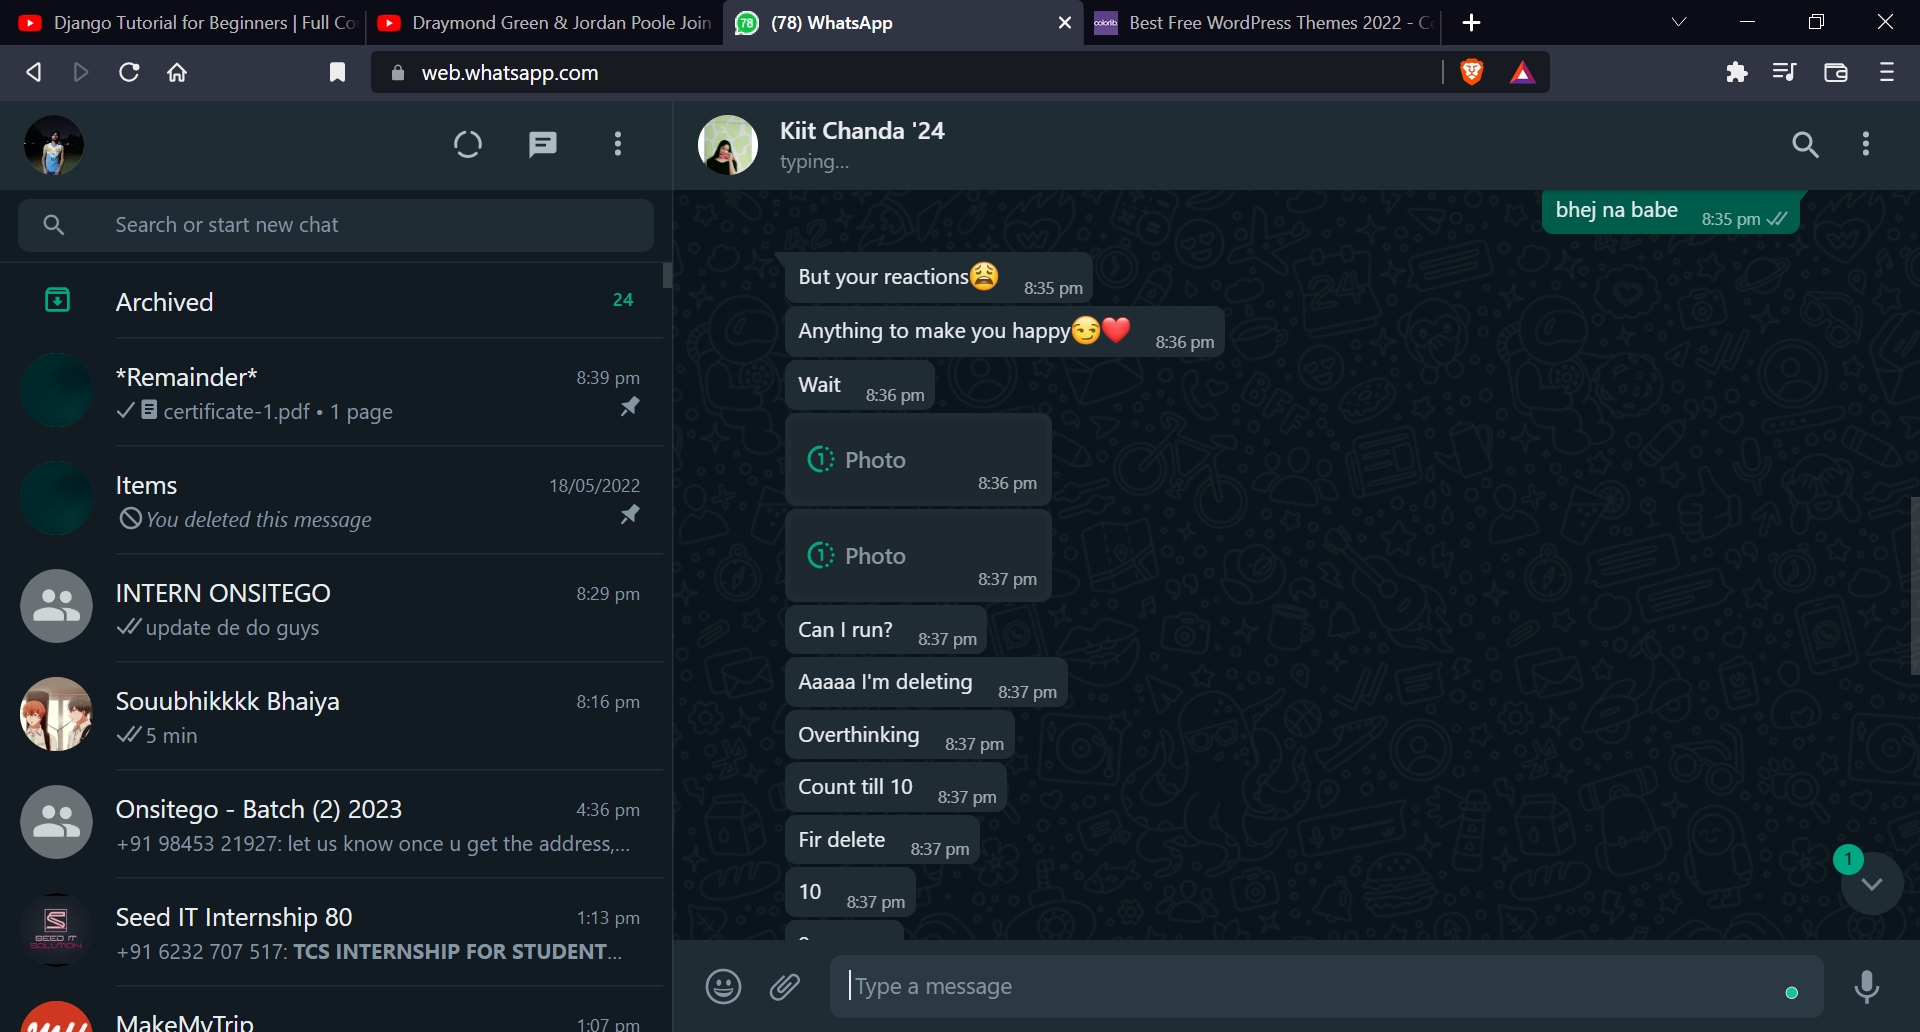 Django Tutorial for Beginners | Full Co
Draymond Green & Jordan Poole Join
78
(78) WhatsApp
colorlib
Best Free WordPress Themes 2022 - C
web.whatsapp.com
Kiit Chanda '24
typing...
Search or start new chat
Archived 24
*Remainder* 8:39 pm
certificate-1.pdf • 1 page
Items 18/05/2022
You deleted this message
INTERN ONSITEGO 8:29 pm
update de do guys
Souubhikkkk Bhaiya 8:16 pm
5 min
Onsitego - Batch (2) 2023 4:36 pm
+91 98453 21927: let us know once u get the address,...
SEED IT
SOLUTION
Seed IT Internship 80 1:13 pm
+91 6232 707 517: TCS INTERNSHIP FOR STUDENT...
MakeMyTrip 1:07 pm
bhej na babe 8:35 pm
But your reactions😩 8:35 pm
Anything to make you happy😏❤️ 8:36 pm
Wait 8:36 pm
1 Photo
8:36 pm
1 Photo
8:37 pm
Can I run? 8:37 pm
Aaaaa I'm deleting 8:37 pm
Overthinking 8:37 pm
Count till 10 8:37 pm
Fir delete 8:37 pm
10 8:37 pm
1
Type a message